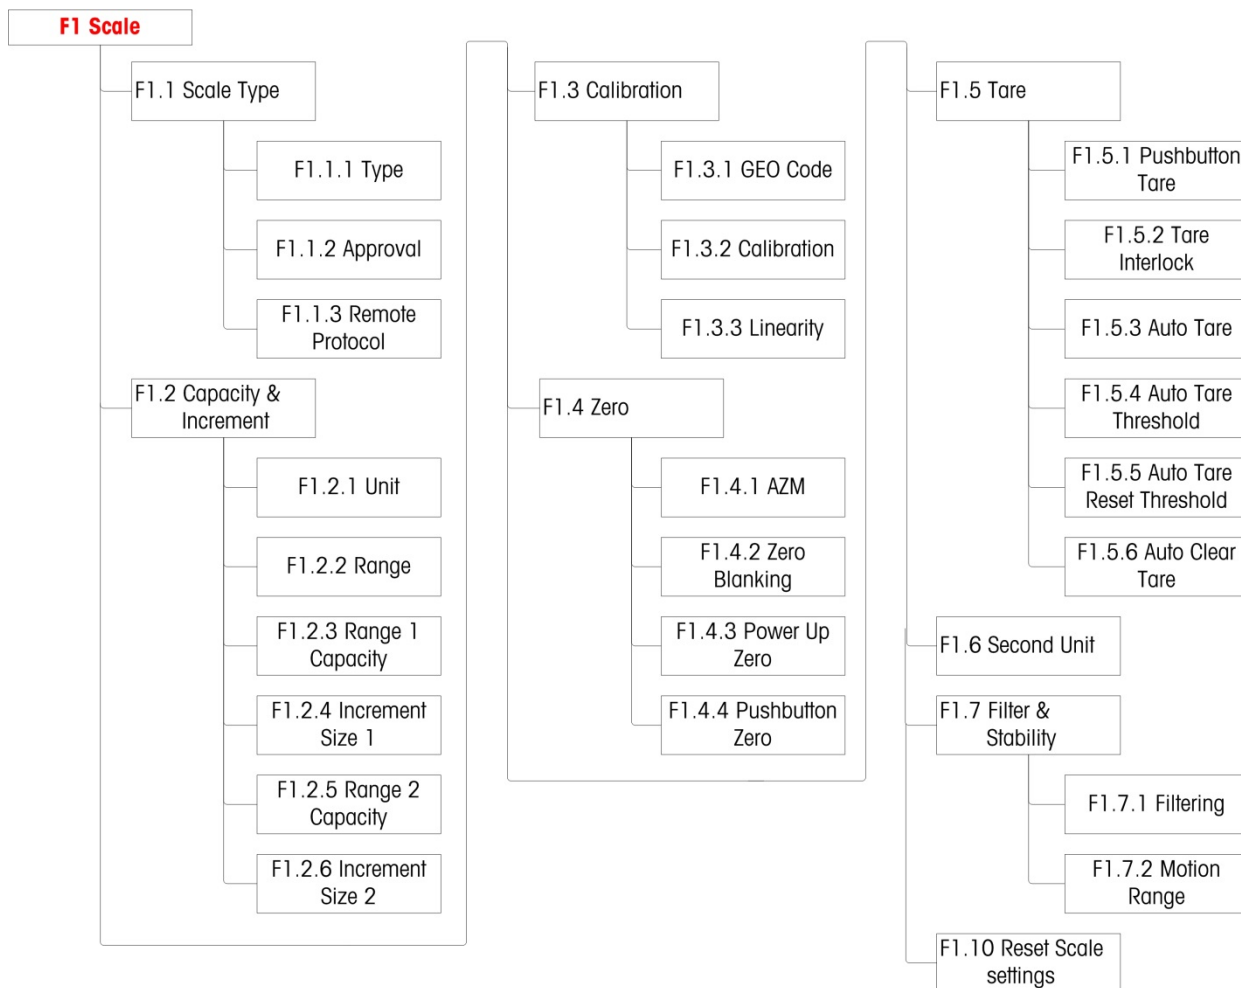 F1 Scale
F1.1 Scale Type
F1.1.1 Type
F1.1.2 Approval
F1.1.3 Remote
Protocol
F1.2 Capacity &
Increment
F1.2.1 Unit
F1.2.2 Range
F1.2.3 Range 1
Capacity
F1.2.4 Increment
Size 1
F1.2.5 Range 2
Capacity
F1.2.6 Increment
Size 2
F1.3 Calibration
F1.3.1 GEO Code
F1.3.2 Calibration
F1.3.3 Linearity
F1.4 Zero
F1.4.1 AZM
F1.4.2 Zero
Blanking
F1.4.3 Power Up
Zero
F1.4.4 Pushbutton
Zero
F1.5 Tare
F1.5.1 Pushbutton
Tare
F1.5.2 Tare
Interlock
F1.5.3 Auto Tare
F1.5.4 Auto Tare
Threshold
F1.5.5 Auto Tare
Reset Threshold
F1.5.6 Auto Clear
Tare
F1.6 Second Unit
F1.7 Filter &
Stability
F1.7.1 Filtering
F1.7.2 Motion
Range
F1.10 Reset Scale
settings